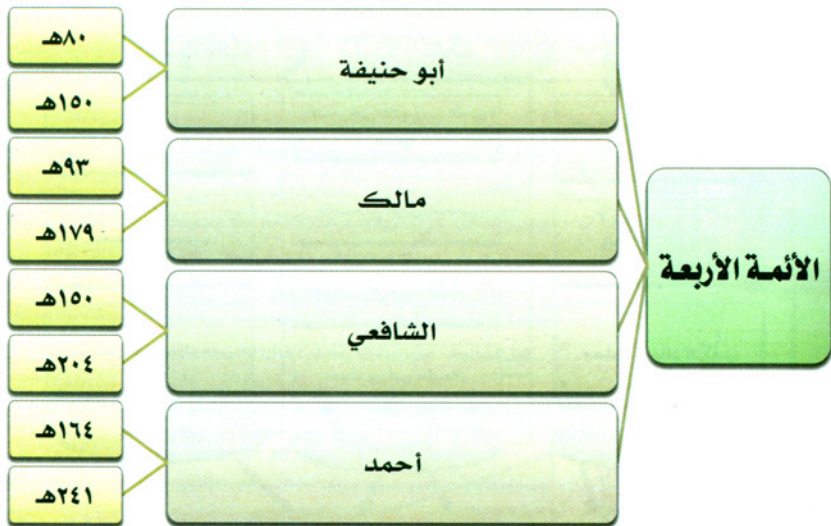 الأئمة الأربعة
أبو حنيفة
٨٠هـ
١٥٠هـ
مالك
٩٣هـ
١٧٩هـ
الشافعي
١٥٠هـ
٢٠٤هـ
أحمد
١٦٤هـ
٢٤١هـ